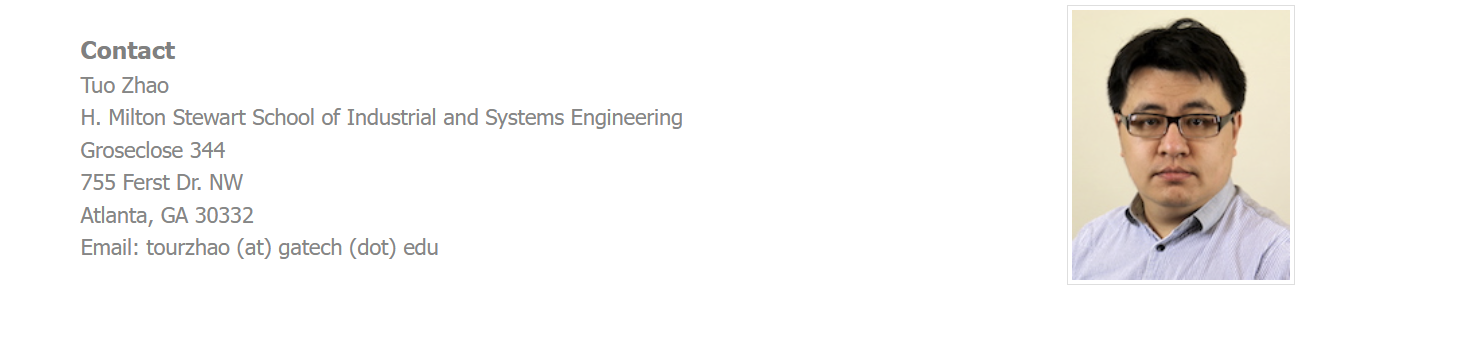 Contact
Tuo Zhao
H. Milton Stewart School of Industrial and Systems Engineering
Groseclose 344
755 Ferst Dr. NW
Atlanta, GA 30332
Email: tourzhao (at) gatech (dot) edu